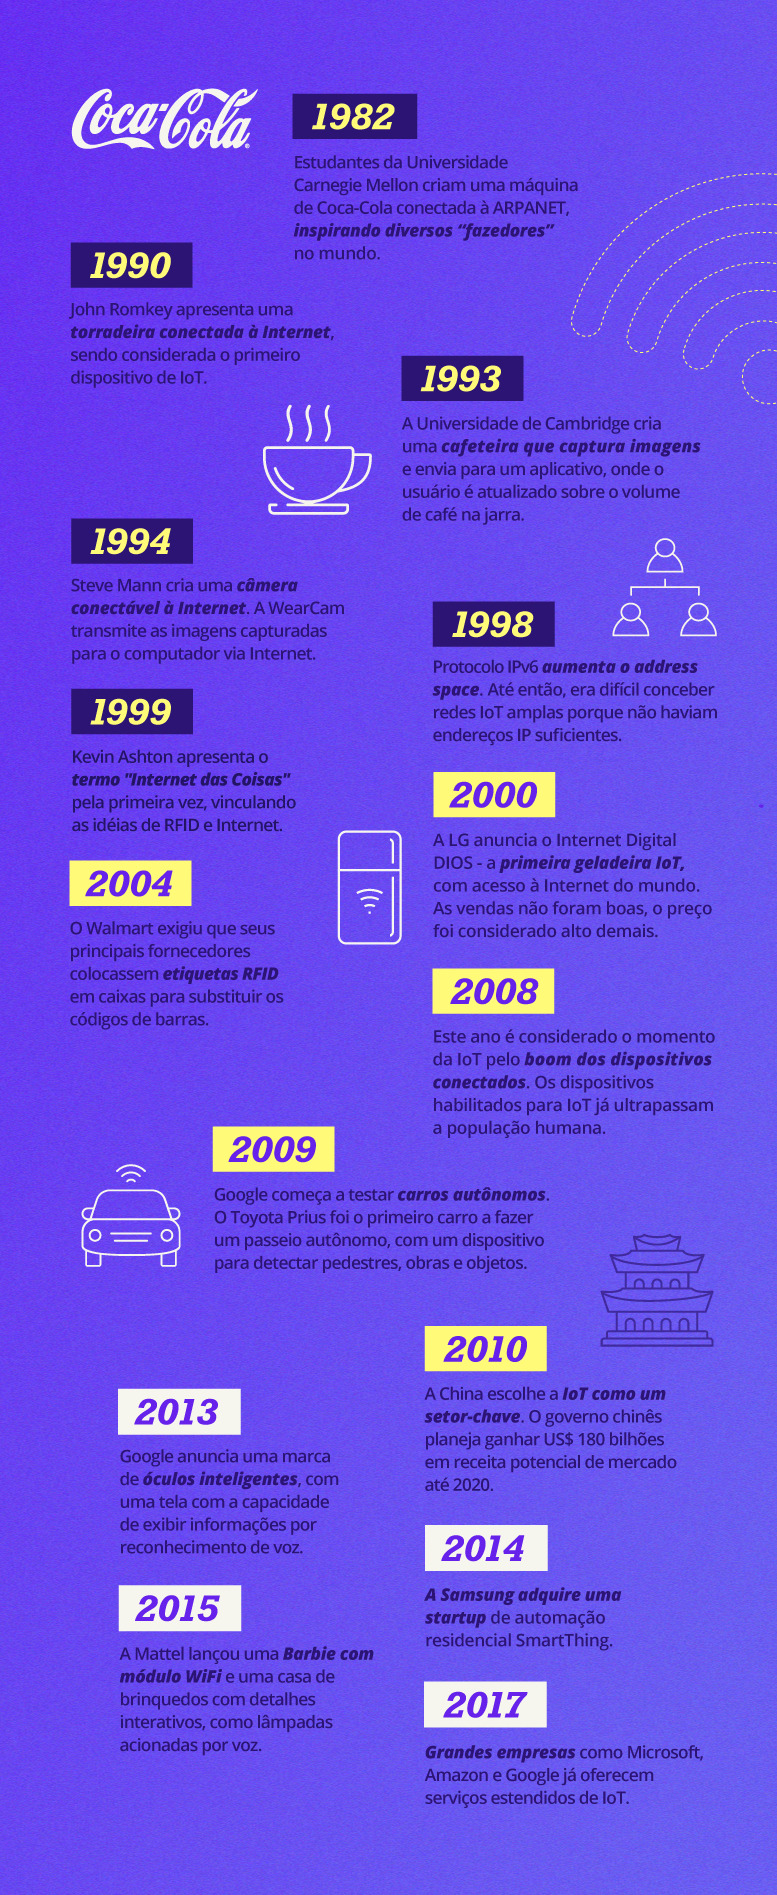 Coca-Cola
1982
Estudantes da Universidade
Carnegie Mellon criam uma máquina
de Coca-Cola conectada à ARPANET,
inspirando diversos “fazedores”
no mundo.
1990
John Romkey apresenta uma
torradeira conectada à Internet,
sendo considerada o primeiro
dispositivo de IoT.
1993
A Universidade de Cambridge cria
uma cafeteira que captura imagens
e envia para um aplicativo, onde o
usuário é atualizado sobre o volume
de café na jarra.
1994
Steve Mann cria uma câmera
conectável à Internet. A WearCam
transmite as imagens capturadas
para o computador via Internet.
1998
Protocolo IPv6 aumenta o address
space. Até então, era difícil conceber
redes IoT amplas porque não haviam
endereços IP suficientes.
1999
Kevin Ashton apresenta o
termo "Internet das Coisas"
pela primeira vez, vinculando
as idéias de RFID e Internet.
2000
A LG anuncia o Internet Digital
DIOS - a primeira geladeira IoT,
com acesso à Internet do mundo.
As vendas não foram boas, o preço
foi considerado alto demais.
2004
O Walmart exigiu que seus
principais fornecedores
colocassem etiquetas RFID
em caixas para substituir os
códigos de barras.
2008
Este ano é considerado o momento
da IoT pelo boom dos dispositivos
conectados. Os dispositivos
habilitados para IoT já ultrapassam
a população humana.
2009
Google começa a testar carros autônomos.
O Toyota Prius foi o primeiro carro a fazer
um passeio autônomo, com um dispositivo
para detectar pedestres, obras e objetos.
2010
A China escolhe a IoT como um
setor-chave. O governo chinês
planeja ganhar US$ 180 bilhões
em receita potencial de mercado
até 2020.
2013
Google anuncia uma marca
de óculos inteligentes, com
uma tela com a capacidade
de exibir informações por
reconhecimento de voz.
2014
A Samsung adquire uma
startup de automação
residencial SmartThing.
2015
A Mattel lançou uma Barbie com
módulo WiFi e uma casa de
brinquedos com detalhes
interativos, como lâmpadas
acionadas por voz.
2017
Grandes empresas como Microsoft,
Amazon e Google já oferecem
serviços estendidos de IoT.